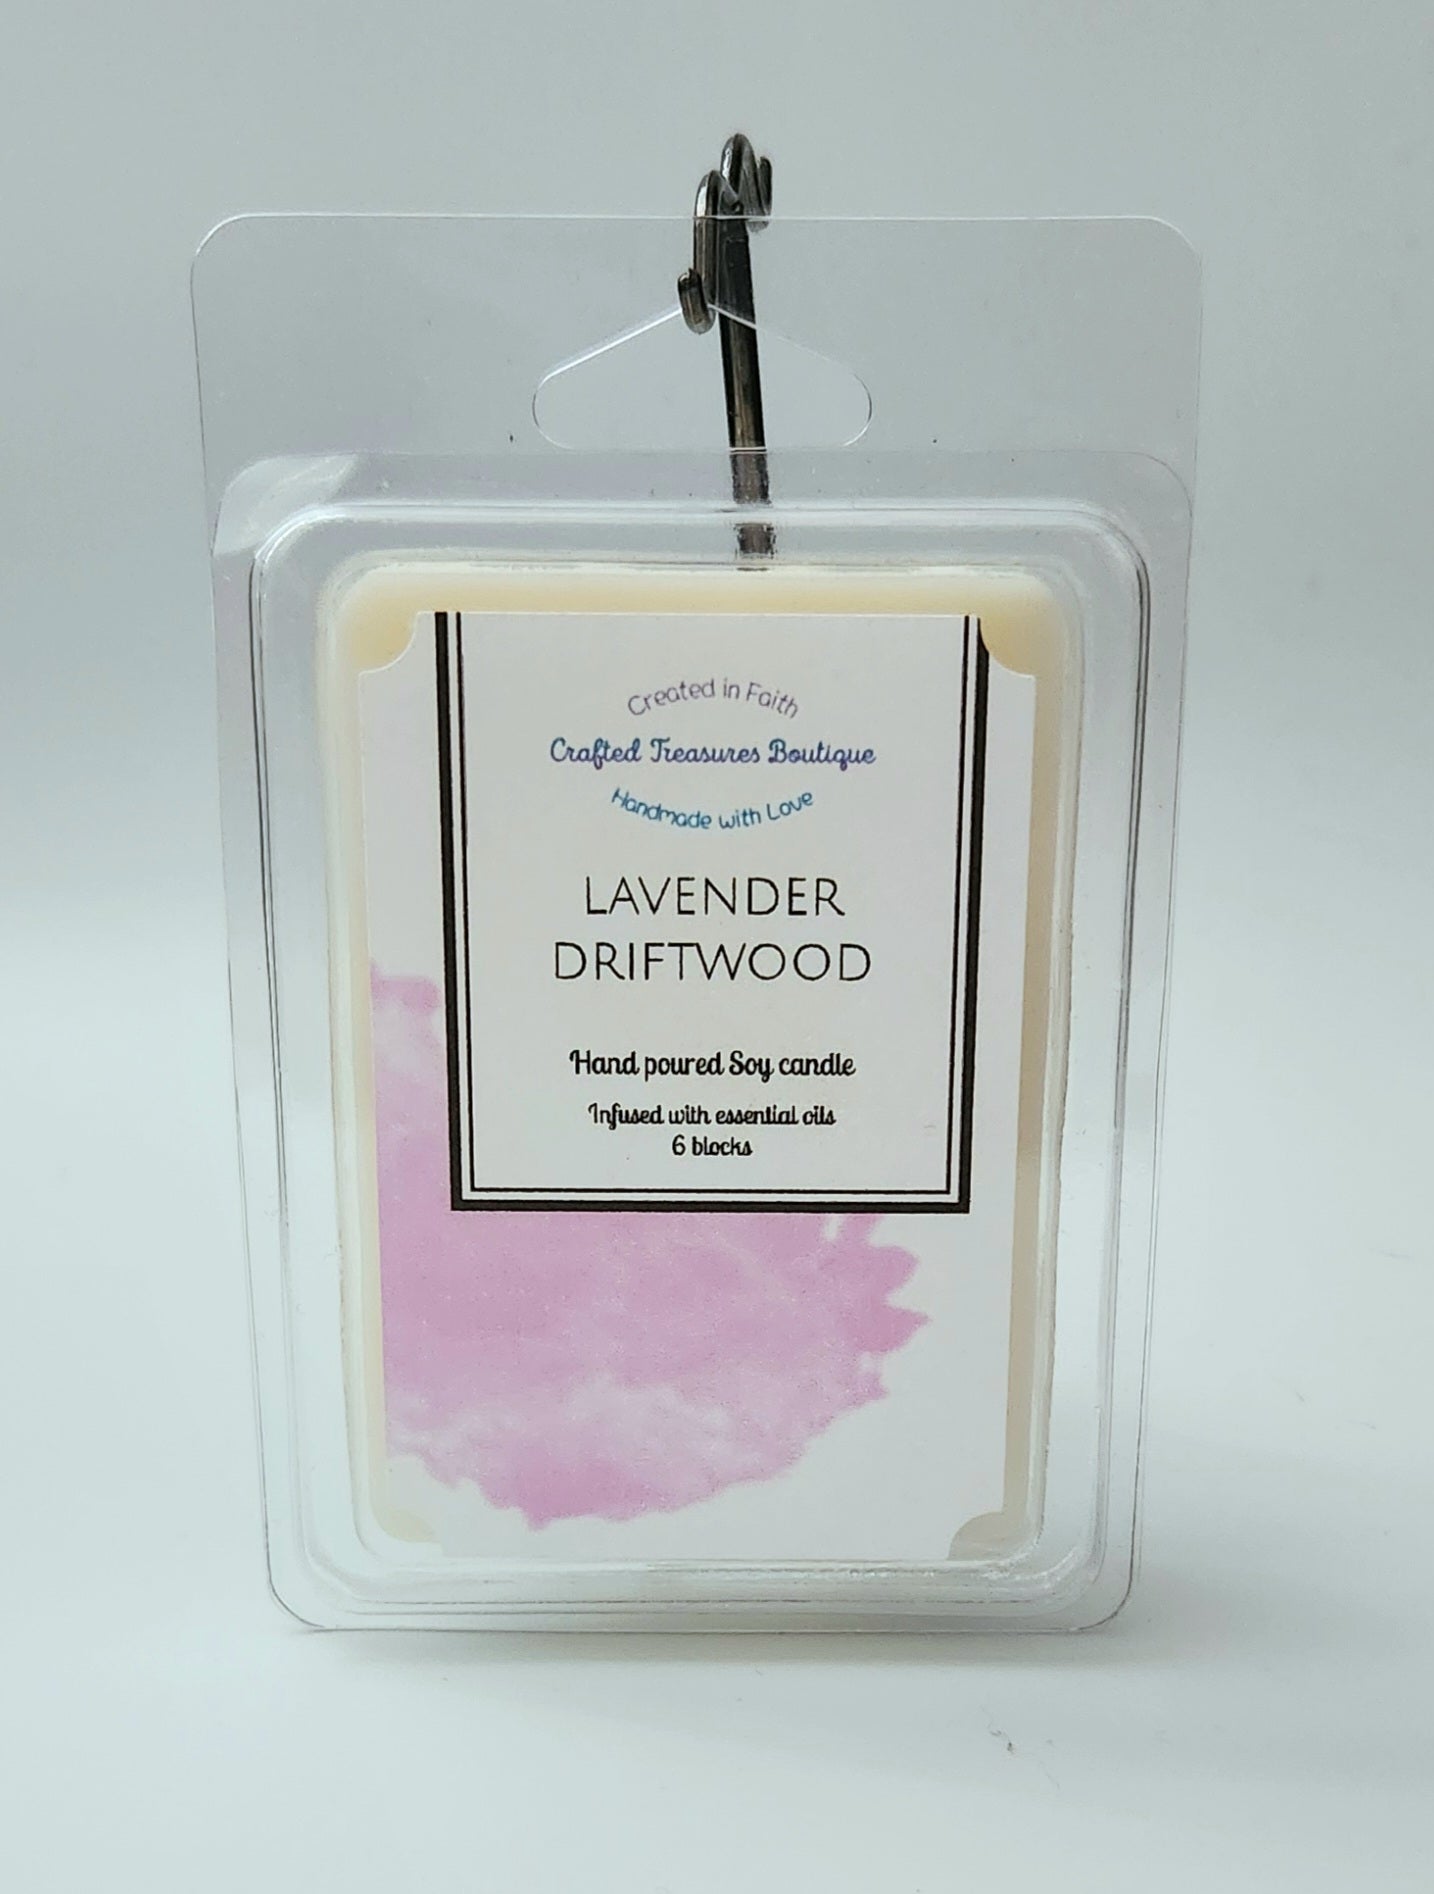 Created in Faith
Crafted Treasures Boutique
Handmade with Love
LAVENDER
DRIFTWOOD
Hand poured Soy candle
Infused with essential oils
6 blocks